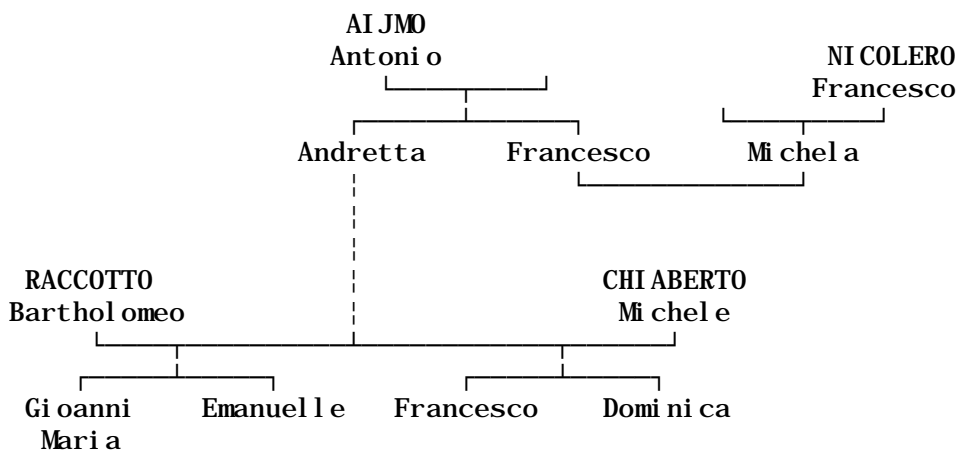 AIJMO
Antonio
NICOLERO
Francesco
Andretta Francesco Michela
RACCOTTO CHIABERTO
Bartholomeo Michele
Gioanni Emanuelle Francesco Dominica
Maria